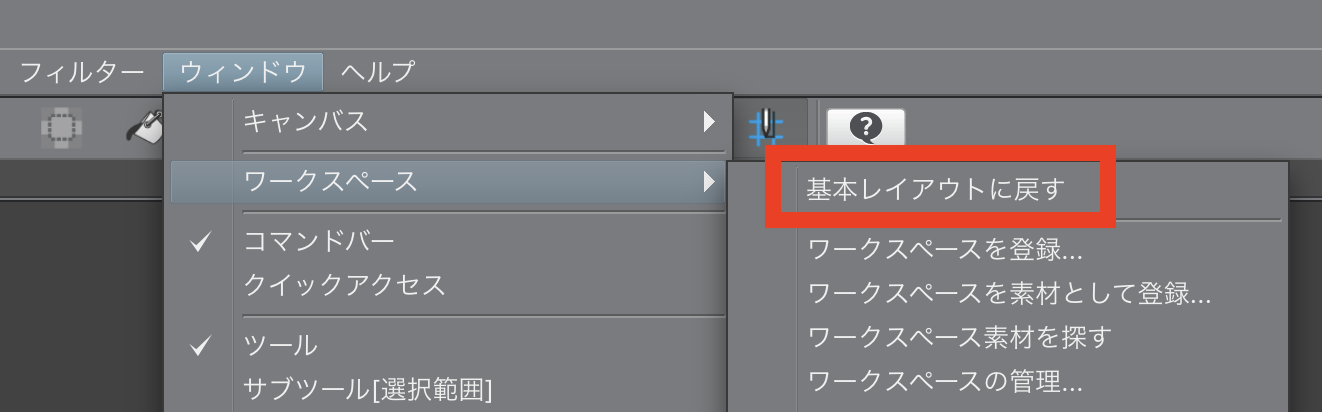 フィルター ウィンドウ ヘルプ
?
キャンバス
ワークスペース
基本レイアウトに戻す
コマンドバー
ワークスペースを登録...
クイックアクセス
ワークスペースを素材として登録...
ツール
ワークスペース素材を探す
サブツール[選択範囲]
ワークスペースの管理...